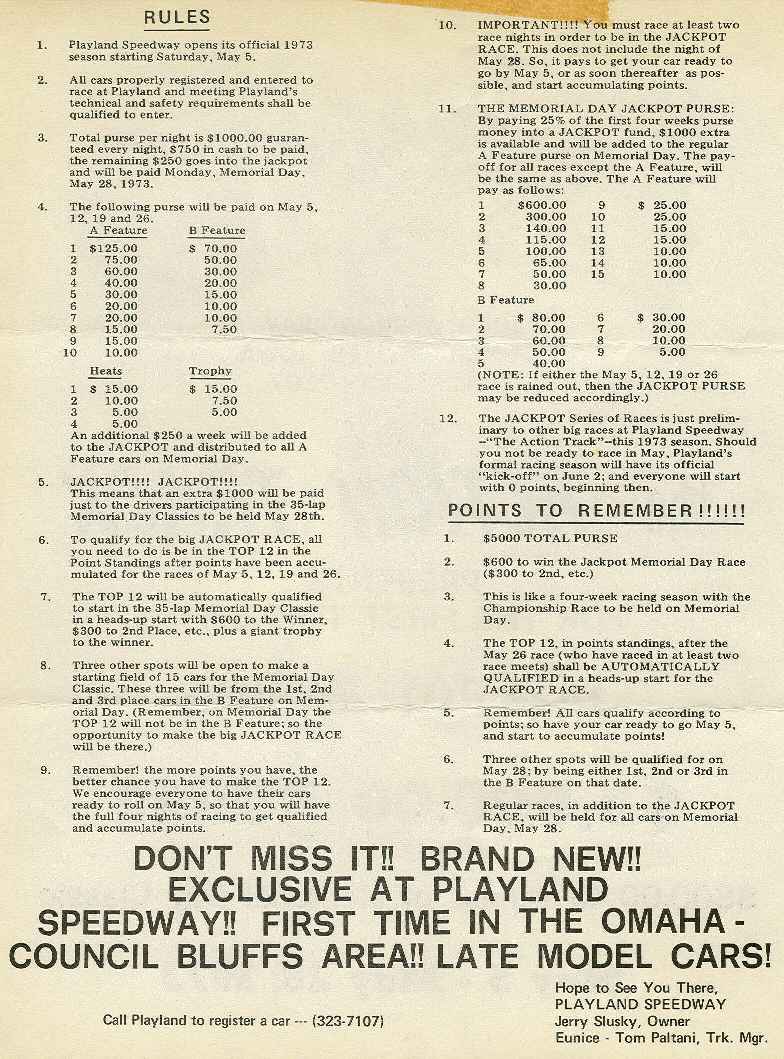 RULES
1. Playland Speedway opens its official 1973
season starting Saturday, May 5.
2. All cars properly registered and entered to
race at Playland and meeting Playland's
technical and safety requirements shall be
qualified to enter.
3. Total purse per night is $1000.00 guaran-
teed every night, $750 in cash to be paid,
the remaining $250 goes into the jackpot
and will be paid Monday, Memorial Day,
May 28, 1973.
4. The following purse will be paid on May 5,
12, 19 and 26.
A Feature B Feature
1 $125.00 $ 70.00
2 75.00 50.00
3 60.00 30.00
4 40.00 20.00
5 30.00 15.00
6 20.00 10.00
7 20.00 10.00
8 15.00 7.50
9 15.00
10 10.00
Heats Trophy
1 $ 15.00 $ 15.00
2 10.00 7.50
3 5.00 5.00
4 5.00
An additional $250 a week will be added
to the JACKPOT and distributed to all A
Feature cars on Memorial Day.
5. JACKPOT!!!! JACKPOT!!!!
This means that an extra $1000 will be paid
just to the drivers participating in the 35-lap
Memorial Day Classics to be held May 28th.
6. To qualify for the big JACKPOT RACE, all
you need to do is be in the TOP 12 in the
Point Standings after points have been accu-
mulated for the races of May 5, 12, 19 and 26.
7. The TOP 12 will be automatically qualified
to start in the 35-lap Memorial Day Classic
in a heads-up start with $600 to the Winner,
$300 to 2nd Place, etc., plus a giant trophy
to the winner.
8. Three other spots will be open to make a
starting field of 15 cars for the Memorial Day
Classic. These three will be from the 1st, 2nd
and 3rd place cars in the B Feature on Mem-
orial Day. (Remember, on Memorial Day the
TOP 12 will not be in the B Feature; so the
opportunity to make the big JACKPOT RACE
will be there.)
9. Remember! the more points you have, the
better chance you have to make the TOP 12.
We encourage everyone to have their cars
ready to roll on May 5, so that you will have
the full four nights of racing to get qualified
and accumulate points.
10. IMPORTANT!!!! You must race at least two
race nights in order to be in the JACKPOT
RACE. This does not include the night of
May 28. So, it pays to get your car ready to
go by May 5, or as soon thereafter as pos-
sible, and start accumulating points.
11. THE MEMORIAL DAY JACKPOT PURSE:
By paying 25% of the first four weeks purse
money into a JACKPOT fund, $1000 extra
is available and will be added to the regular
A Feature purse on Memorial Day. The pay-
off for all races except the A Feature, will
be the same as above. The A Feature will
pay as follows:
1 $600.00 9 $ 25.00
2 300.00 10 25.00
3 140.00 11 15.00
4 115.00 12 15.00
5 100.00 13 10.00
6 65.00 14 10.00
7 50.00 15 10.00
8 30.00
B Feature
1 $ 80.00 6 $ 30.00
2 70.00 7 20.00
3 60.00 8 10.00
4 50.00 9 5.00
5 40.00
(NOTE: If either the May 5, 12, 19 or 26
race is rained out, then the JACKPOT PURSE
may be reduced accordingly.)
12. The JACKPOT Series of Races is just prelim-
inary to other big races at Playland Speedway
--"The Action Track"--this 1973 season. Should
you not be ready to race in May, Playland's
formal racing season will have its official
"kick-off" on June 2; and everyone will start
with 0 points, beginning then.
POINTS TO REMEMBER!!!!!!
1. $5000 TOTAL PURSE
2. $600 to win the Jackpot Memorial Day Race
($300 to 2nd, etc.)
3. This is like a four-week racing season with the
Championship Race to be held on Memorial
Day.
4. The TOP 12, in points standings, after the
May 26 race (who have raced in at least two
race meets) shall be AUTOMATICALLY
QUALIFIED in a heads-up start for the
JACKPOT RACE.
5. Remember! All cars qualify according to
points; so have your car ready to go May 5,
and start to accumulate points!
6. Three other spots will be qualified for on
May 28; by being either 1st, 2nd or 3rd in
the B Feature on that date.
7. Regular races, in addition to the JACKPOT
RACE, will be held for all cars on Memorial
Day, May 28.
DON'T MISS IT!! BRAND NEW!!
EXCLUSIVE AT PLAYLAND
SPEEDWAY!! FIRST TIME IN THE OMAHA -
COUNCIL BLUFFS AREA!! LATE MODEL CARS!
Call Playland to register a car --- (323-7107)
Hope to See You There,
PLAYLAND SPEEDWAY
Jerry Slusky, Owner
Eunice - Tom Paltani, Trk. Mgr.